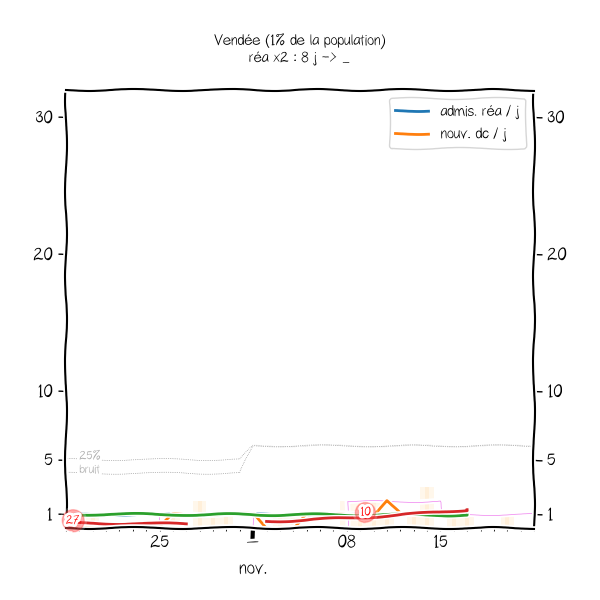 Vendée (1% de la population)
réa x2 : 8 j -> _
admis. réa / j
nouv. dc / j
30
30
20
20
10
10
5
5
25%
bruit
1
1
27
10
25
08
15
nov.